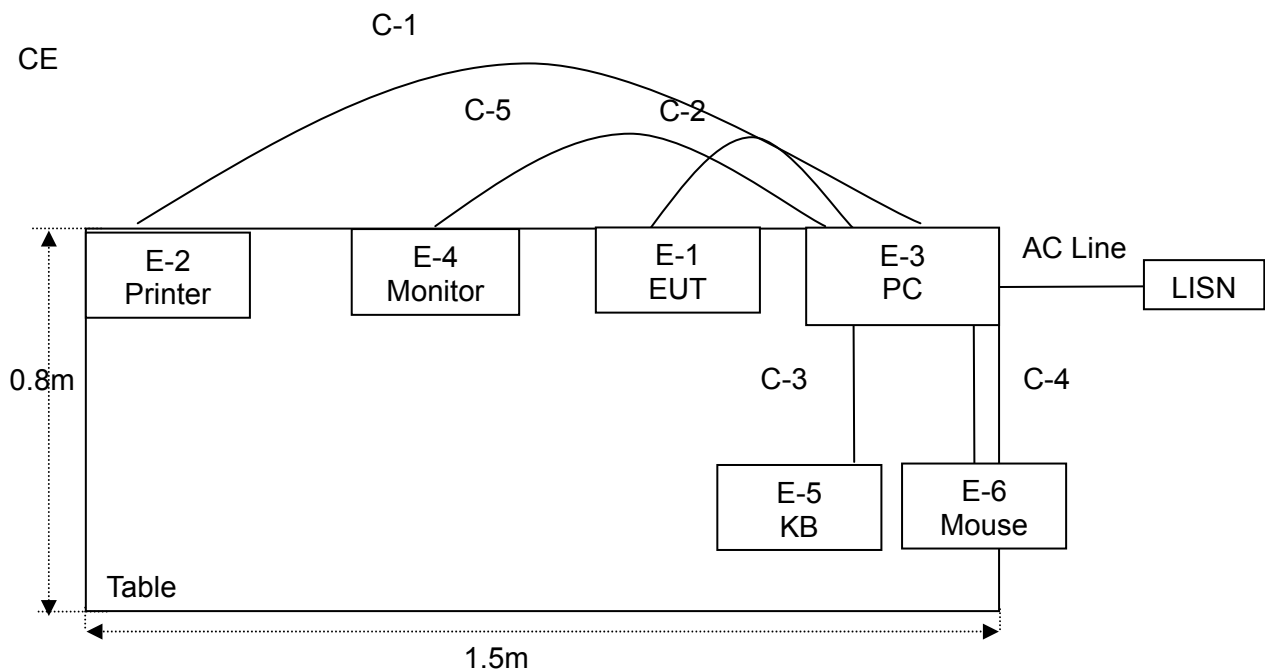 C-1
CE
C-5
C-2
E-2
Printer
E-4
Monitor
E-1
EUT
E-3
PC
AC Line
LISN
0.8m
C-3
C-4
E-5
KB
E-6
Mouse
Table
1.5m